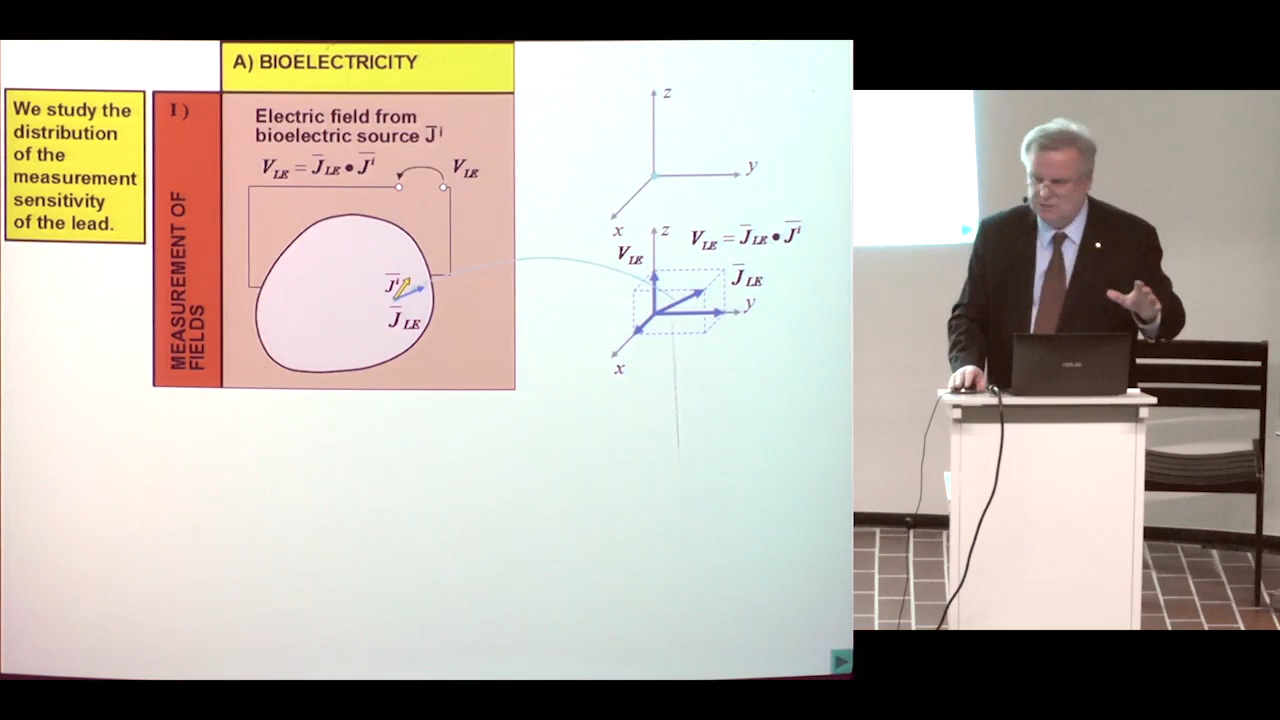 A) BIOELECTRICITY
We study the
distribution
of the
measurement
sensitivity
of the lead.
I )
MEASUREMENT OF
FIELDS
Electric field from
bioelectric source J̅ⁱ
V_LE = J̅_LE • J̅ⁱ
V_LE
J̅ⁱ
J̅_LE
z
y
x
V_LE
z
V_LE = J̅_LE • J̅ⁱ
J̅_LE
y
x
ASUS